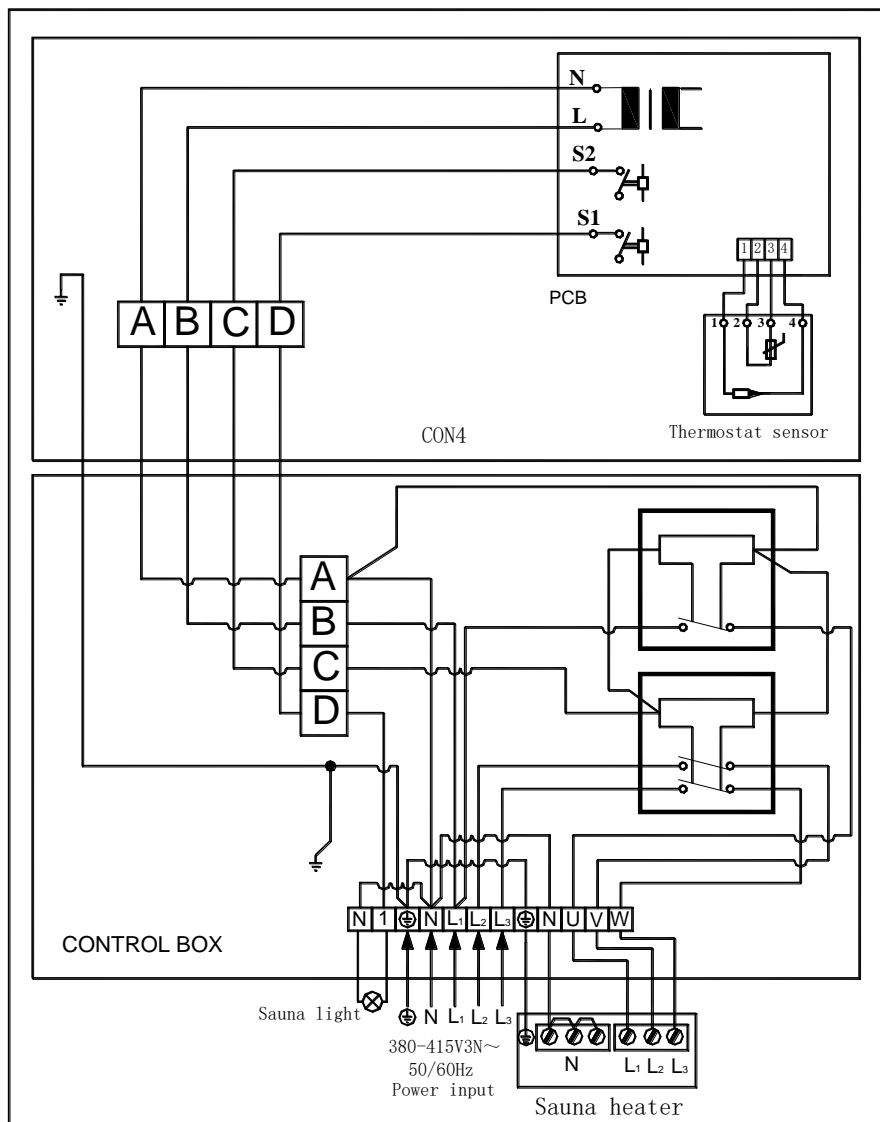 N
L
S2
S1
1 2 3 4
PCB
A B C D
1 2 3 4
CON4
Thermostat sensor
A
B
C
D
N 1 N L1 L2 L3 N U V W
CONTROL BOX
Sauna light
N L1 L2 L3
380-415V3N~
50/60Hz
Power input
N L1 L2 L3
Sauna heater